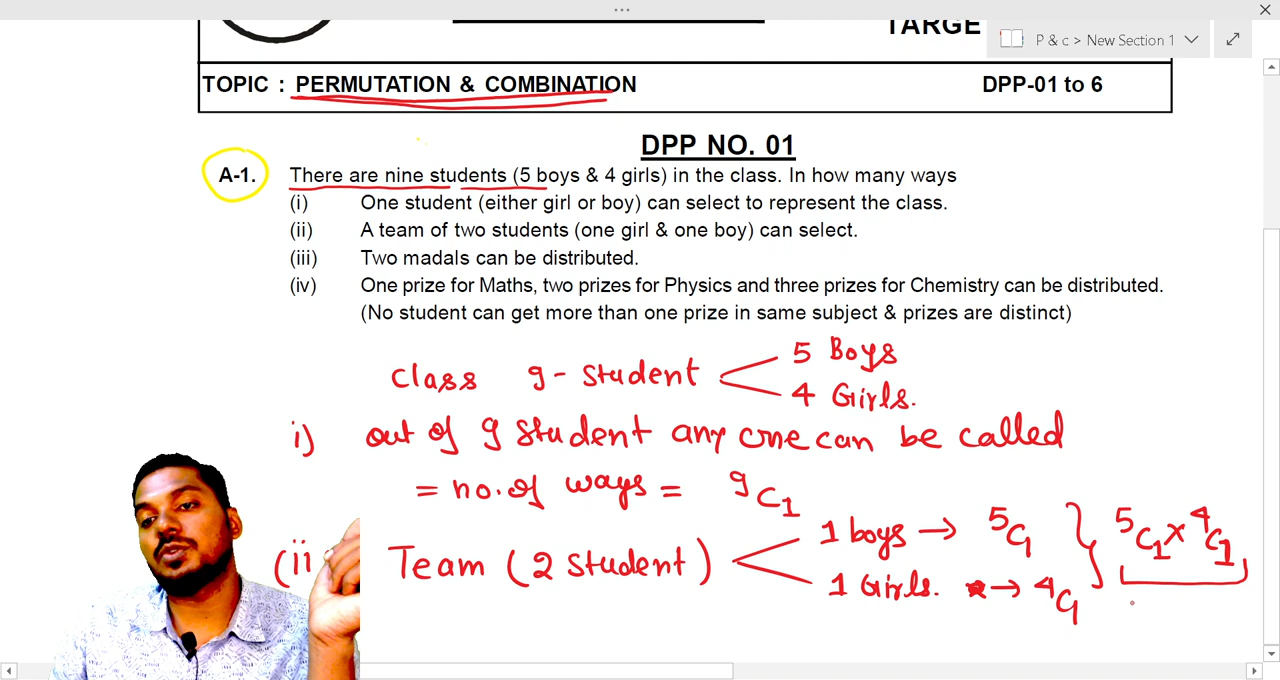 TARGE
P & c > New Section 1
TOPIC : PERMUTATION & COMBINATION DPP-01 to 6
DPP NO. 01
A-1. There are nine students (5 boys & 4 girls) in the class. In how many ways
(i) One student (either girl or boy) can select to represent the class.
(ii) A team of two students (one girl & one boy) can select.
(iii) Two madals can be distributed.
(iv) One prize for Maths, two prizes for Physics and three prizes for Chemistry can be distributed.
(No student can get more than one prize in same subject & prizes are distinct)
class 9 - student 5 Boys
4 Girls.
i) out of 9 student any one can be called
= no. of ways = 9C1
(ii Team (2 student) 1 boys → 5C1 } 5C1 × 4C1
1 Girls. → 4C1